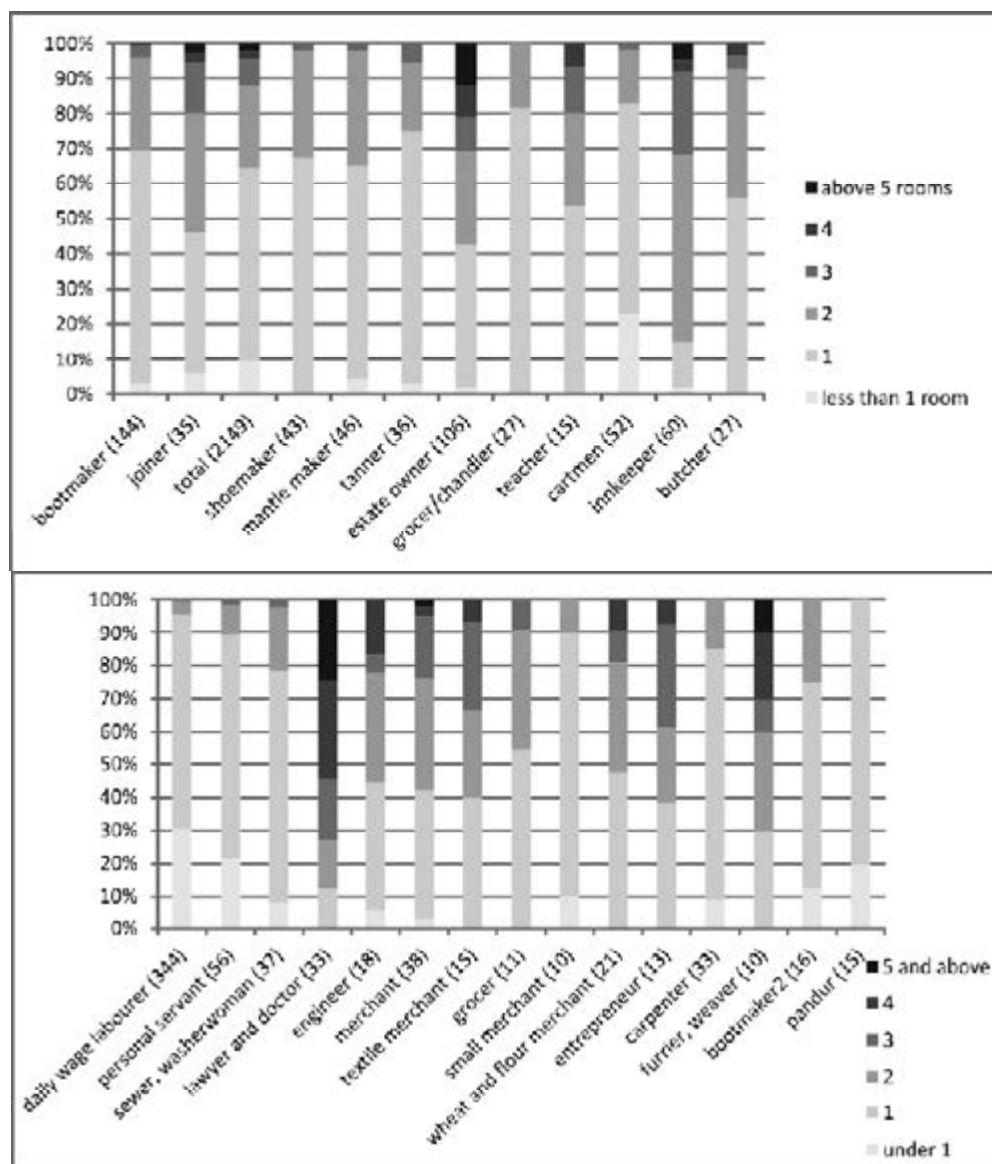 100%
90%
80%
70%
60%
50%
40%
30%
20%
10%
0%
above 5 rooms
4
3
2
1
less than 1 room
bootmaker (144)
joiner (35)
total (2149)
shoemaker (43)
mantle maker (46)
tanner (36)
estate owner (106)
grocer/chandler (27)
teacher (15)
cartmen (52)
innkeeper (60)
butcher (27)
100%
90%
80%
70%
60%
50%
40%
30%
20%
10%
0%
daily wage labourer (344)
personal servant (56)
sewer, washerwoman (37)
lawyer and doctor (33)
engineer (18)
merchant (38)
textile merchant (15)
grocer (11)
small merchant (10)
wheat and flour merchant (21)
entrepreneur (13)
carpenter (33)
furrier, weaver (10)
bootmaker2 (16)
pandur (15)
5 and above
4
3
2
1
under 1